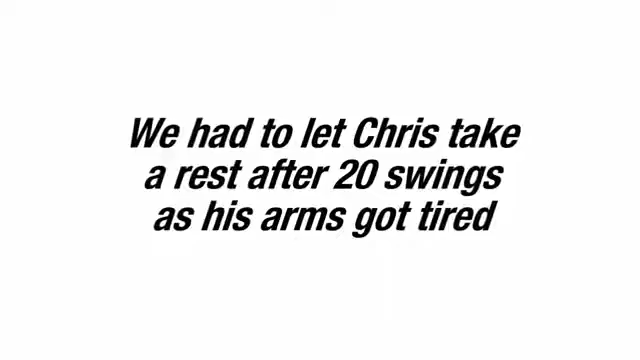 We had to let Chris take
a rest after 20 swings
as his arms got tired